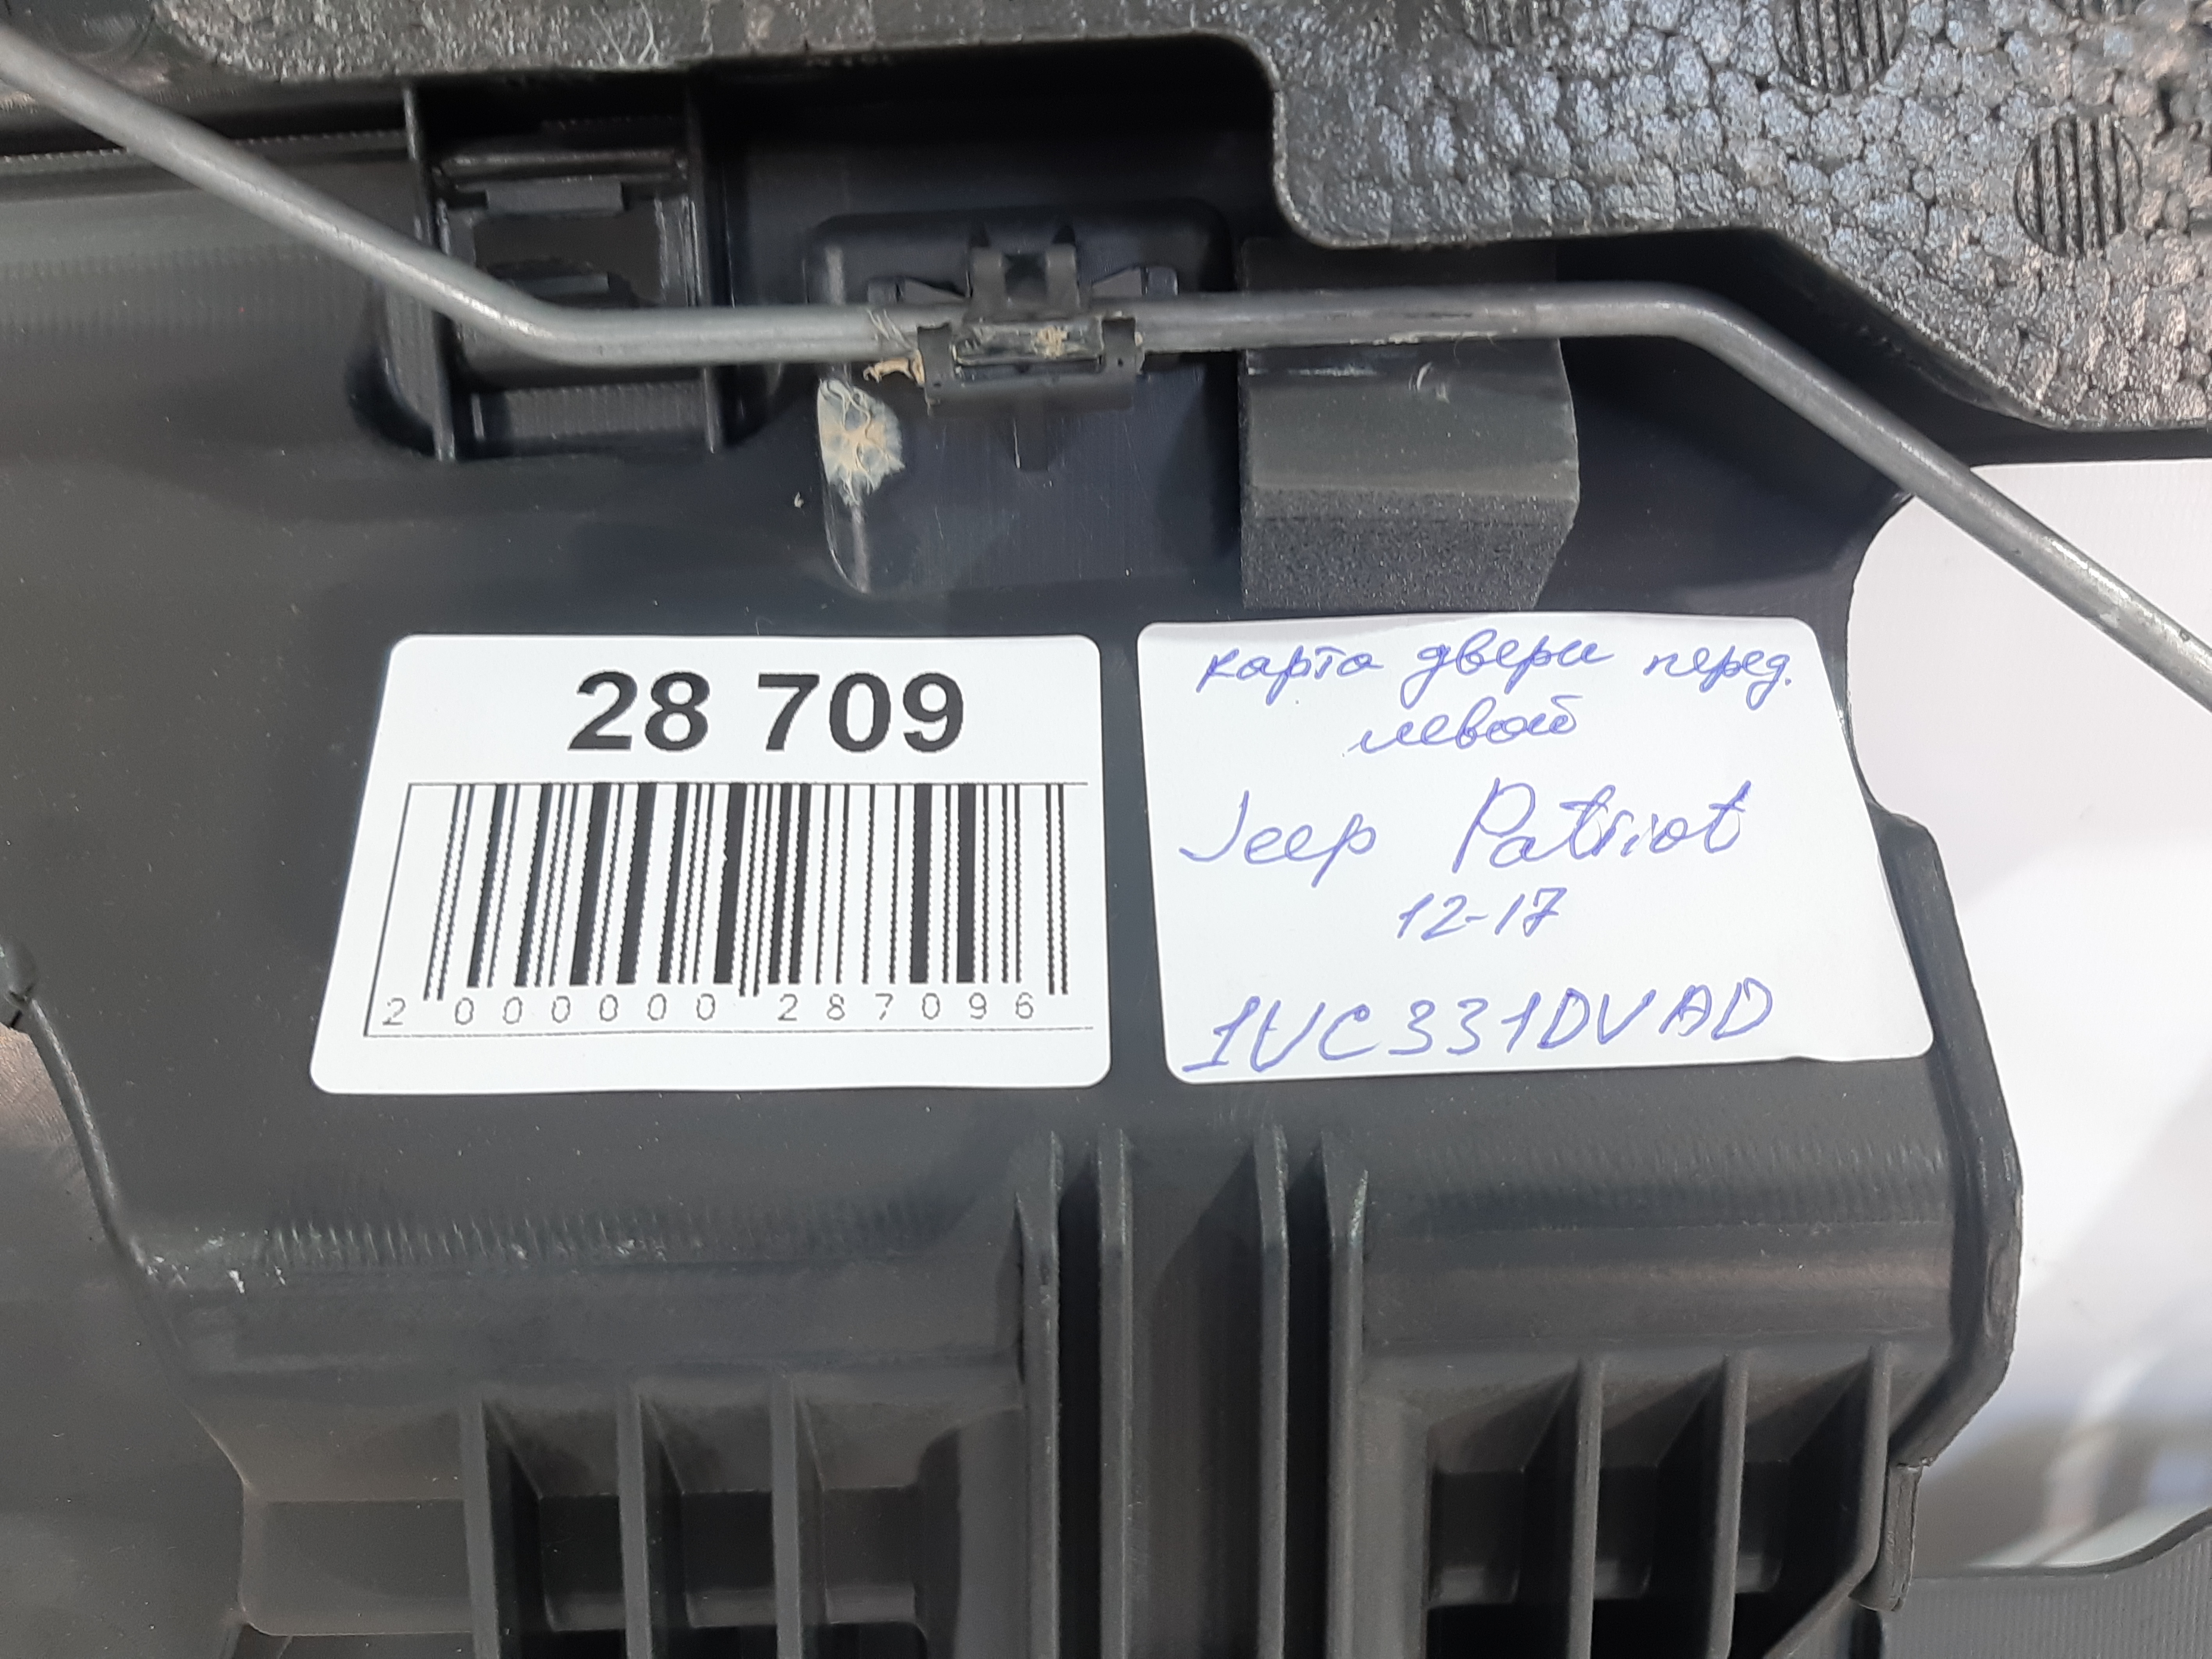 28 709
2 000000 287096
карта двери перед.
левой
Jeep Patriot
12-17
1UC331DVAD